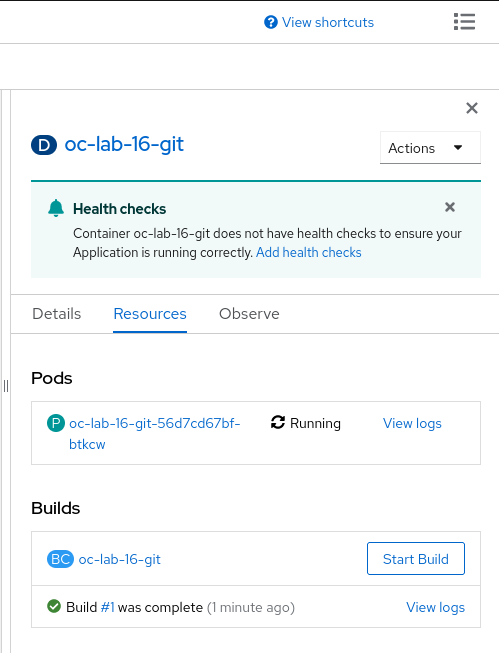 View shortcuts
D oc-lab-16-git
Actions
Health checks
Container oc-lab-16-git does not have health checks to ensure your
Application is running correctly. Add health checks
Details Resources Observe
Pods
P oc-lab-16-git-56d7cd67bf- Running View logs
btkcw
Builds
BC oc-lab-16-git Start Build
Build #1 was complete (1 minute ago) View logs